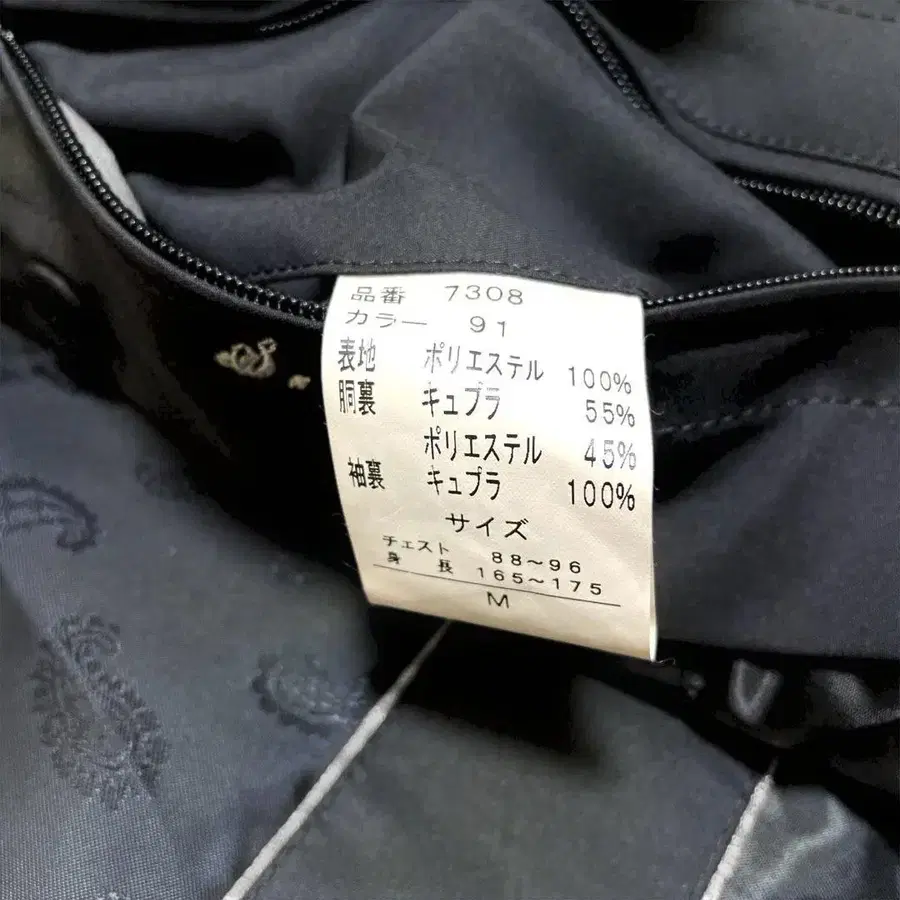 品番 7308
カラー 91
表地 ポリエステル 100%
胴裏 キュプラ 55%
ポリエステル 45%
袖裏 キュプラ 100%
サイズ
チェスト 88～96
身長 165～175
M